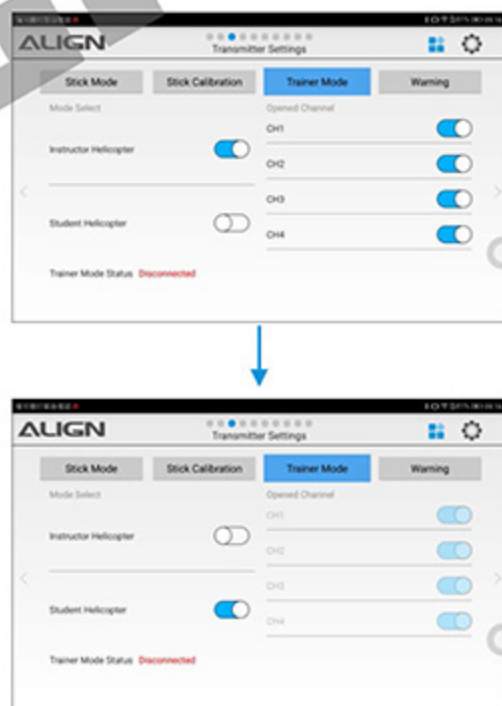 ALIGN
Transmitter Settings
Stick Mode Stick Calibration Trainer Mode Warning
Mode Select Opened Channel
CH1
Instructor Helicopter
CH2
CH3
Student Helicopter
CH4
Trainer Mode Status Disconnected
ALIGN
Transmitter Settings
Stick Mode Stick Calibration Trainer Mode Warning
Mode Select Opened Channel
CH1
Instructor Helicopter
CH2
CH3
Student Helicopter
CH4
Trainer Mode Status Disconnected